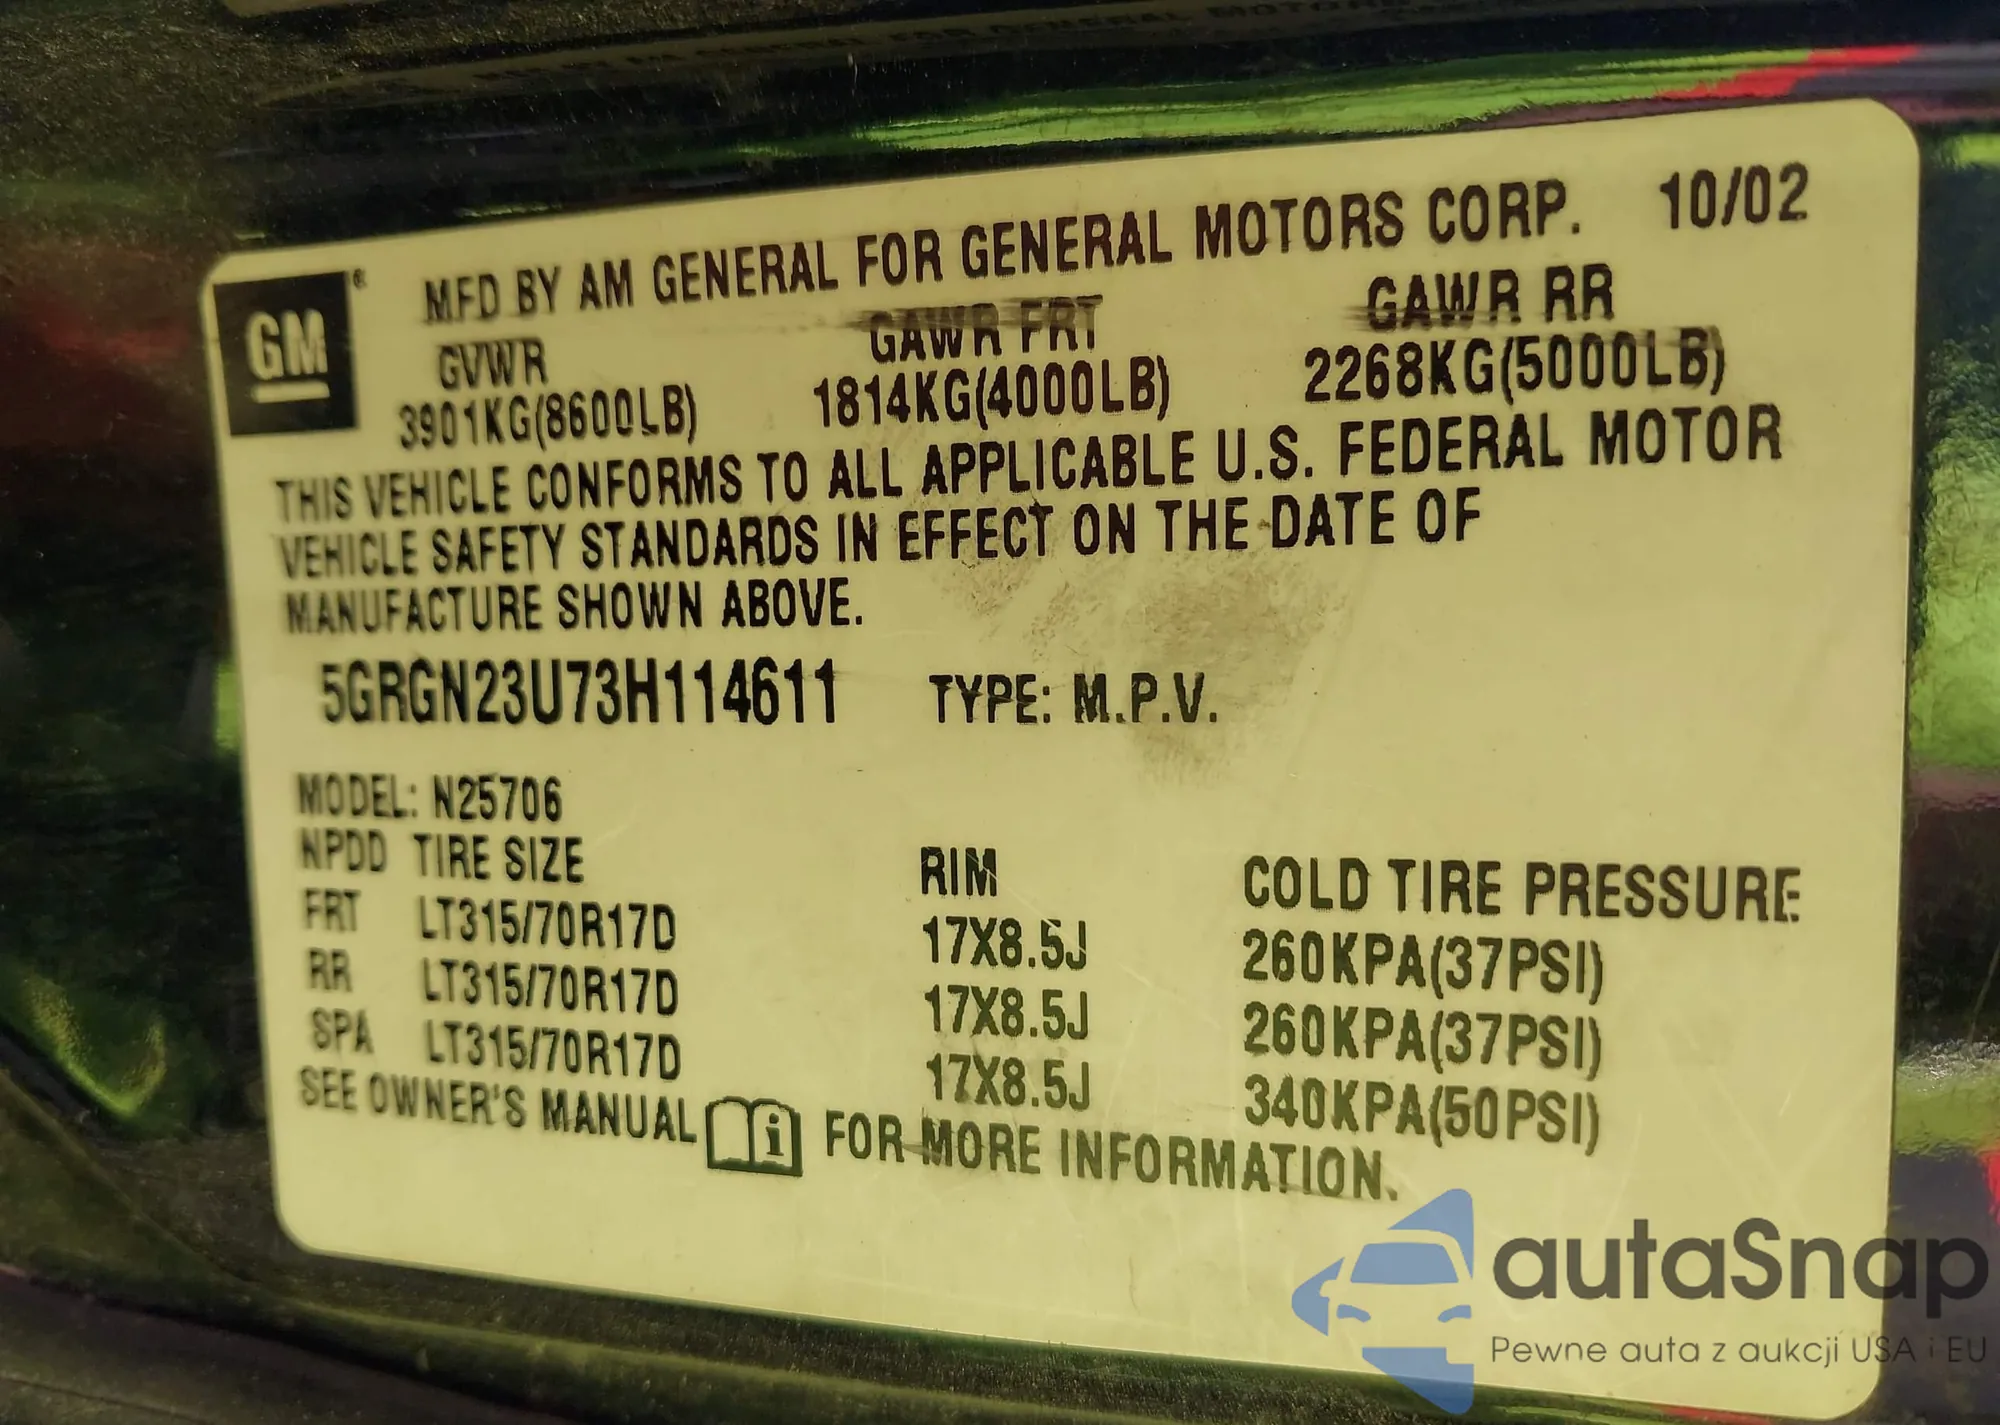 GM ® MFD BY AM GENERAL FOR GENERAL MOTORS CORP. 10/02
GVWR GAWR FRT GAWR RR
3901KG(8600LB) 1814KG(4000LB) 2268KG(5000LB)
THIS VEHICLE CONFORMS TO ALL APPLICABLE U.S. FEDERAL MOTOR
VEHICLE SAFETY STANDARDS IN EFFECT ON THE DATE OF
MANUFACTURE SHOWN ABOVE.
5GRGN23U73H114611 TYPE: M.P.V.
MODEL: N25706
NPDD TIRE SIZE RIM COLD TIRE PRESSURE
FRT LT315/70R17D 17X8.5J 260KPA(37PSI)
RR LT315/70R17D 17X8.5J 260KPA(37PSI)
SPA LT315/70R17D 17X8.5J 340KPA(50PSI)
SEE OWNER'S MANUAL i FOR MORE INFORMATION.
autaSnap
Pewne auta z aukcji USA i EU